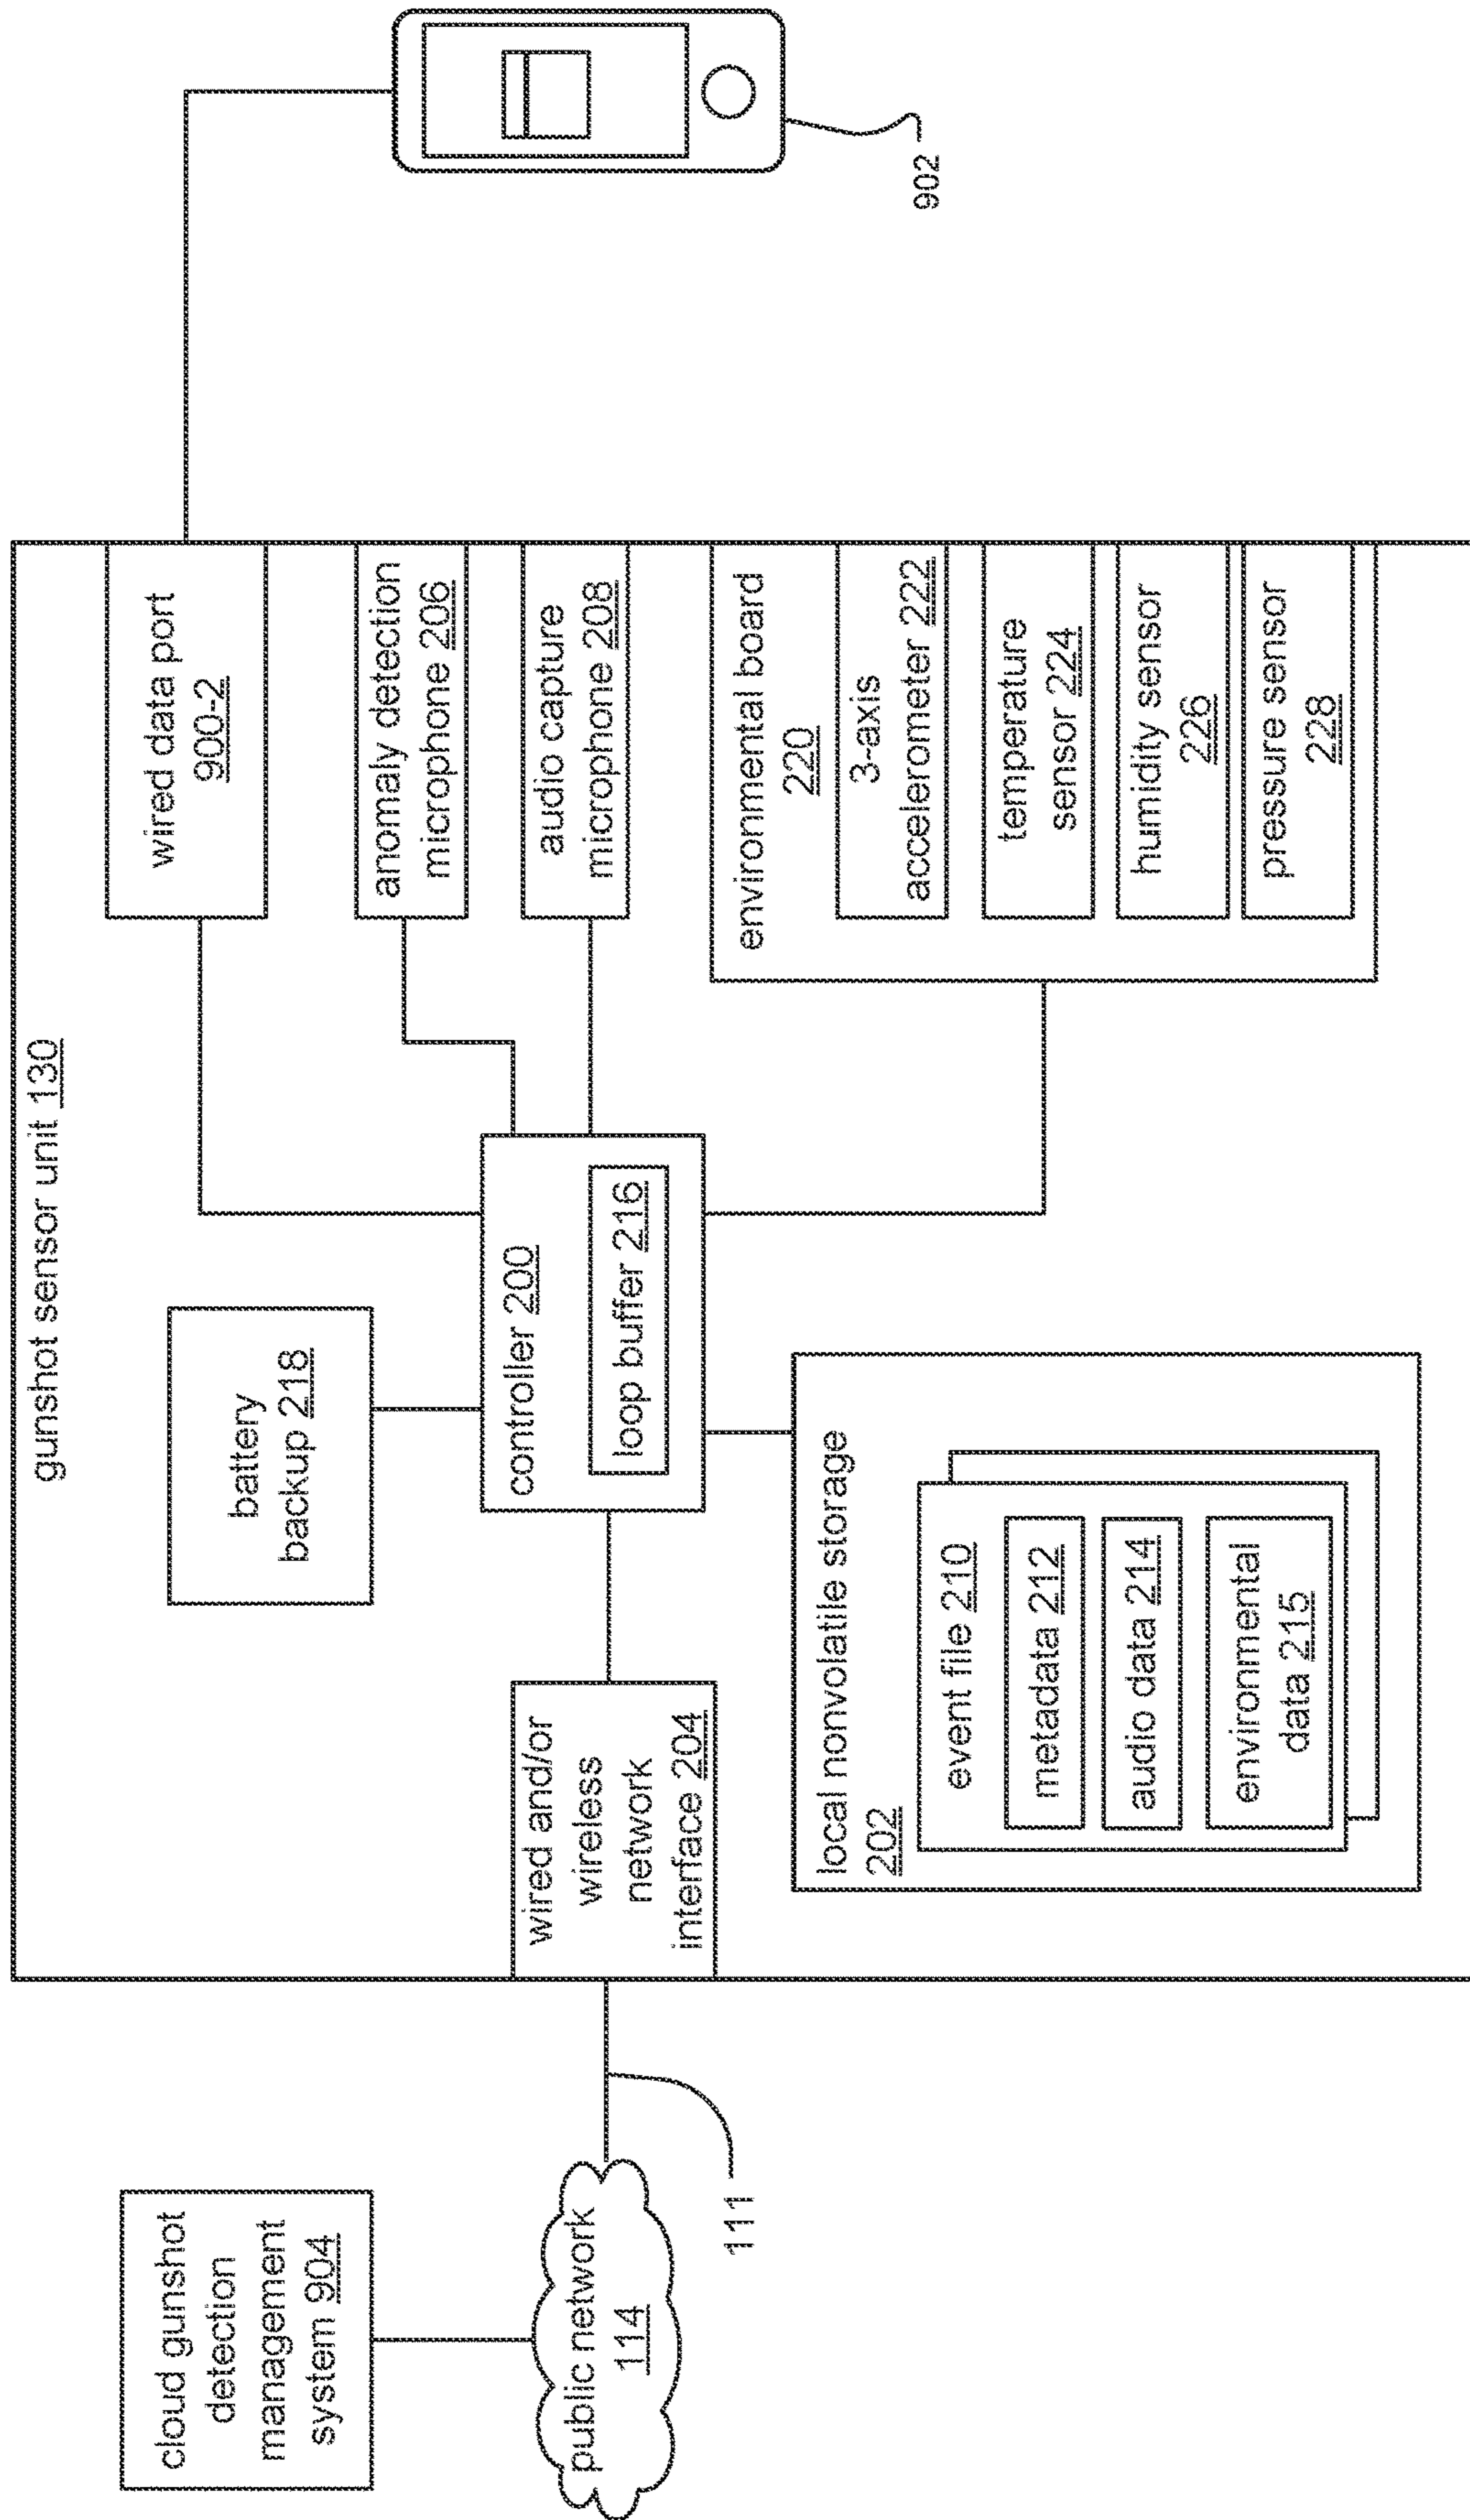 gunshot sensor unit 130
cloud gunshot
detection
management
system 904
public network
114
111
wired and/or
wireless
network
interface 204
battery
backup 218
controller 200
loop buffer 216
local nonvolatile storage
202
event file 210
metadata 212
audio data 214
environmental
data 215
wired data port
900-2
anomaly detection
microphone 206
audio capture
microphone 208
environmental board
220
3-axis
accelerometer 222
temperature
sensor 224
humidity sensor
226
pressure sensor
228
902